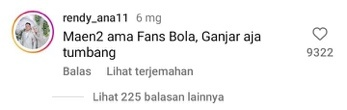 rendy_ana11 6 mg
Maen2 ama Fans Bola, Ganjar aja
tumbang
9322
Balas Lihat terjemahan
Lihat 225 balasan lainnya